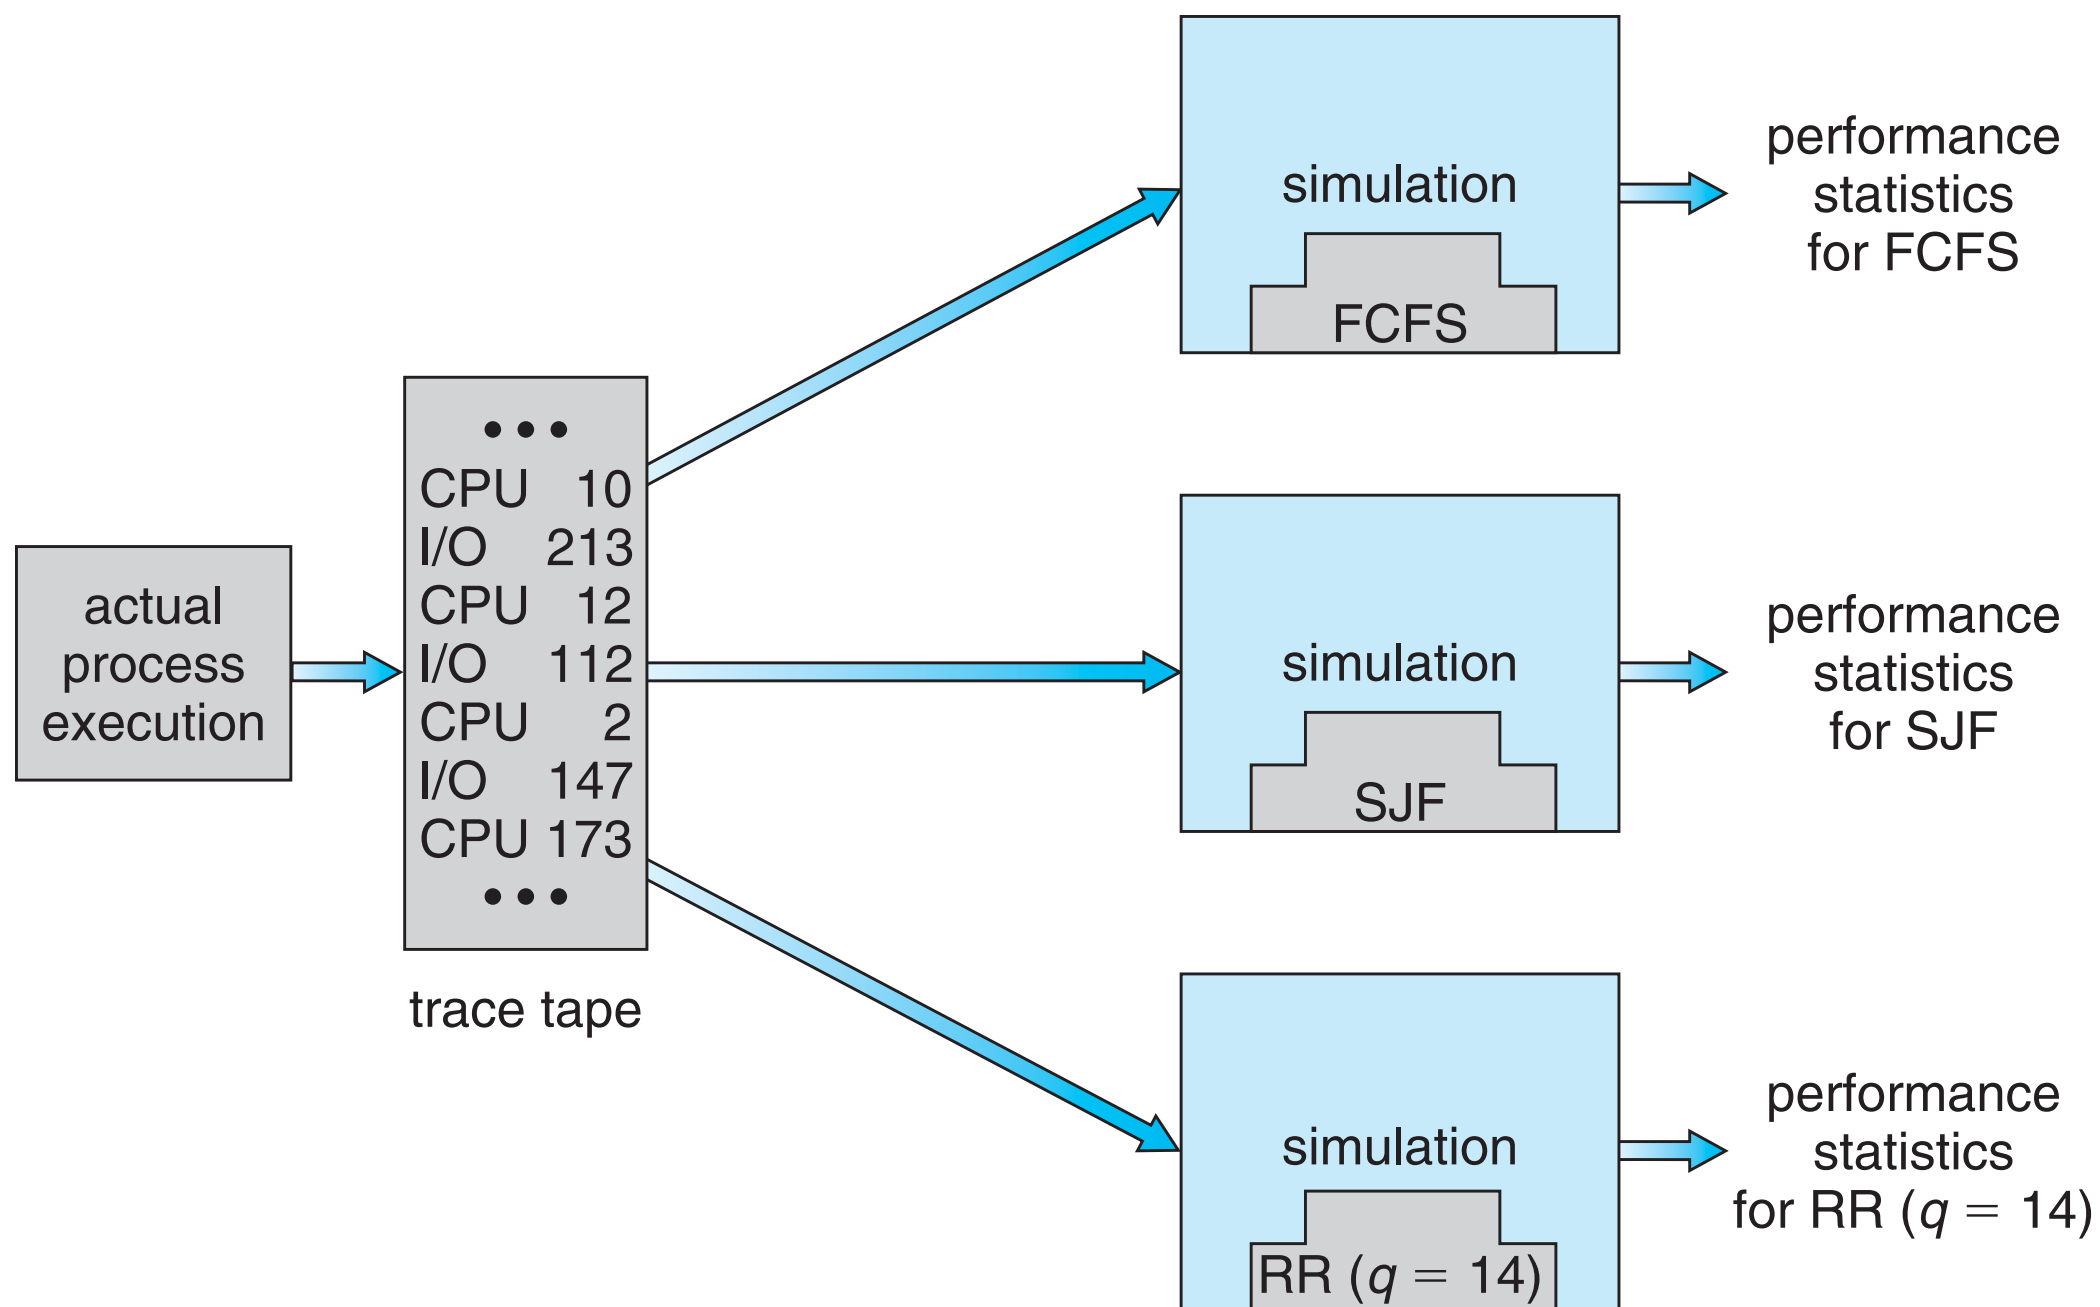 actual
process
execution
• • •
CPU 10
I/O 213
CPU 12
I/O 112
CPU 2
I/O 147
CPU 173
• • •
trace tape
simulation
FCFS
performance
statistics
for FCFS
simulation
SJF
performance
statistics
for SJF
simulation
RR (q = 14)
performance
statistics
for RR (q = 14)